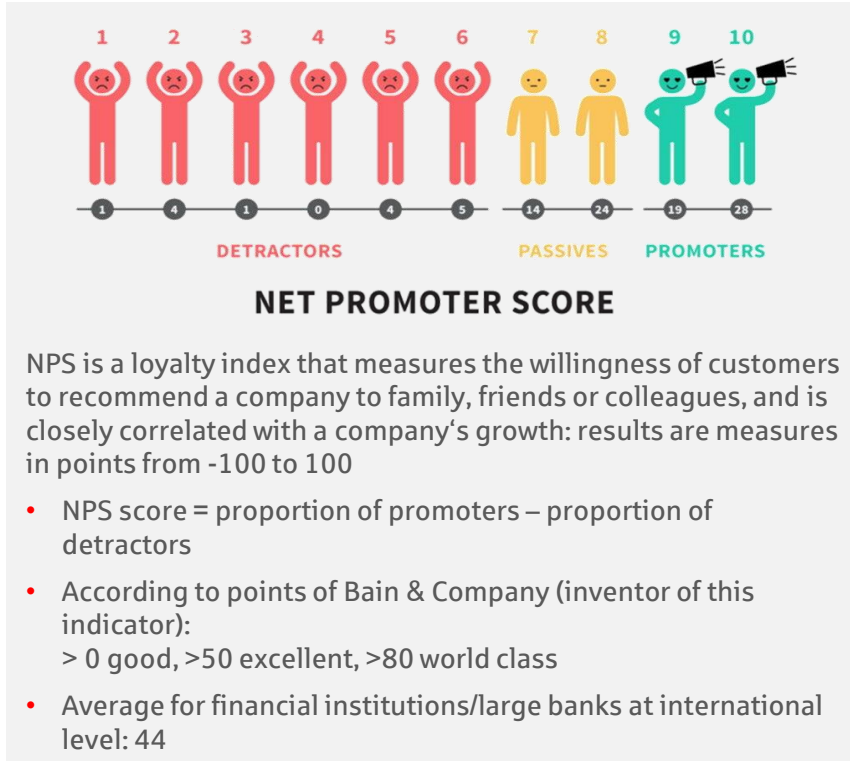 1 2 3 4 5 6 7 8 9 10
1 4 1 0 4 5 14 24 19 28
DETRACTORS PASSIVES PROMOTERS
NET PROMOTER SCORE
NPS is a loyalty index that measures the willingness of customers
to recommend a company to family, friends or colleagues, and is
closely correlated with a company‘s growth: results are measures
in points from -100 to 100
• NPS score = proportion of promoters – proportion of
detractors
• According to points of Bain & Company (inventor of this
indicator):
> 0 good, >50 excellent, >80 world class
• Average for financial institutions/large banks at international
level: 44